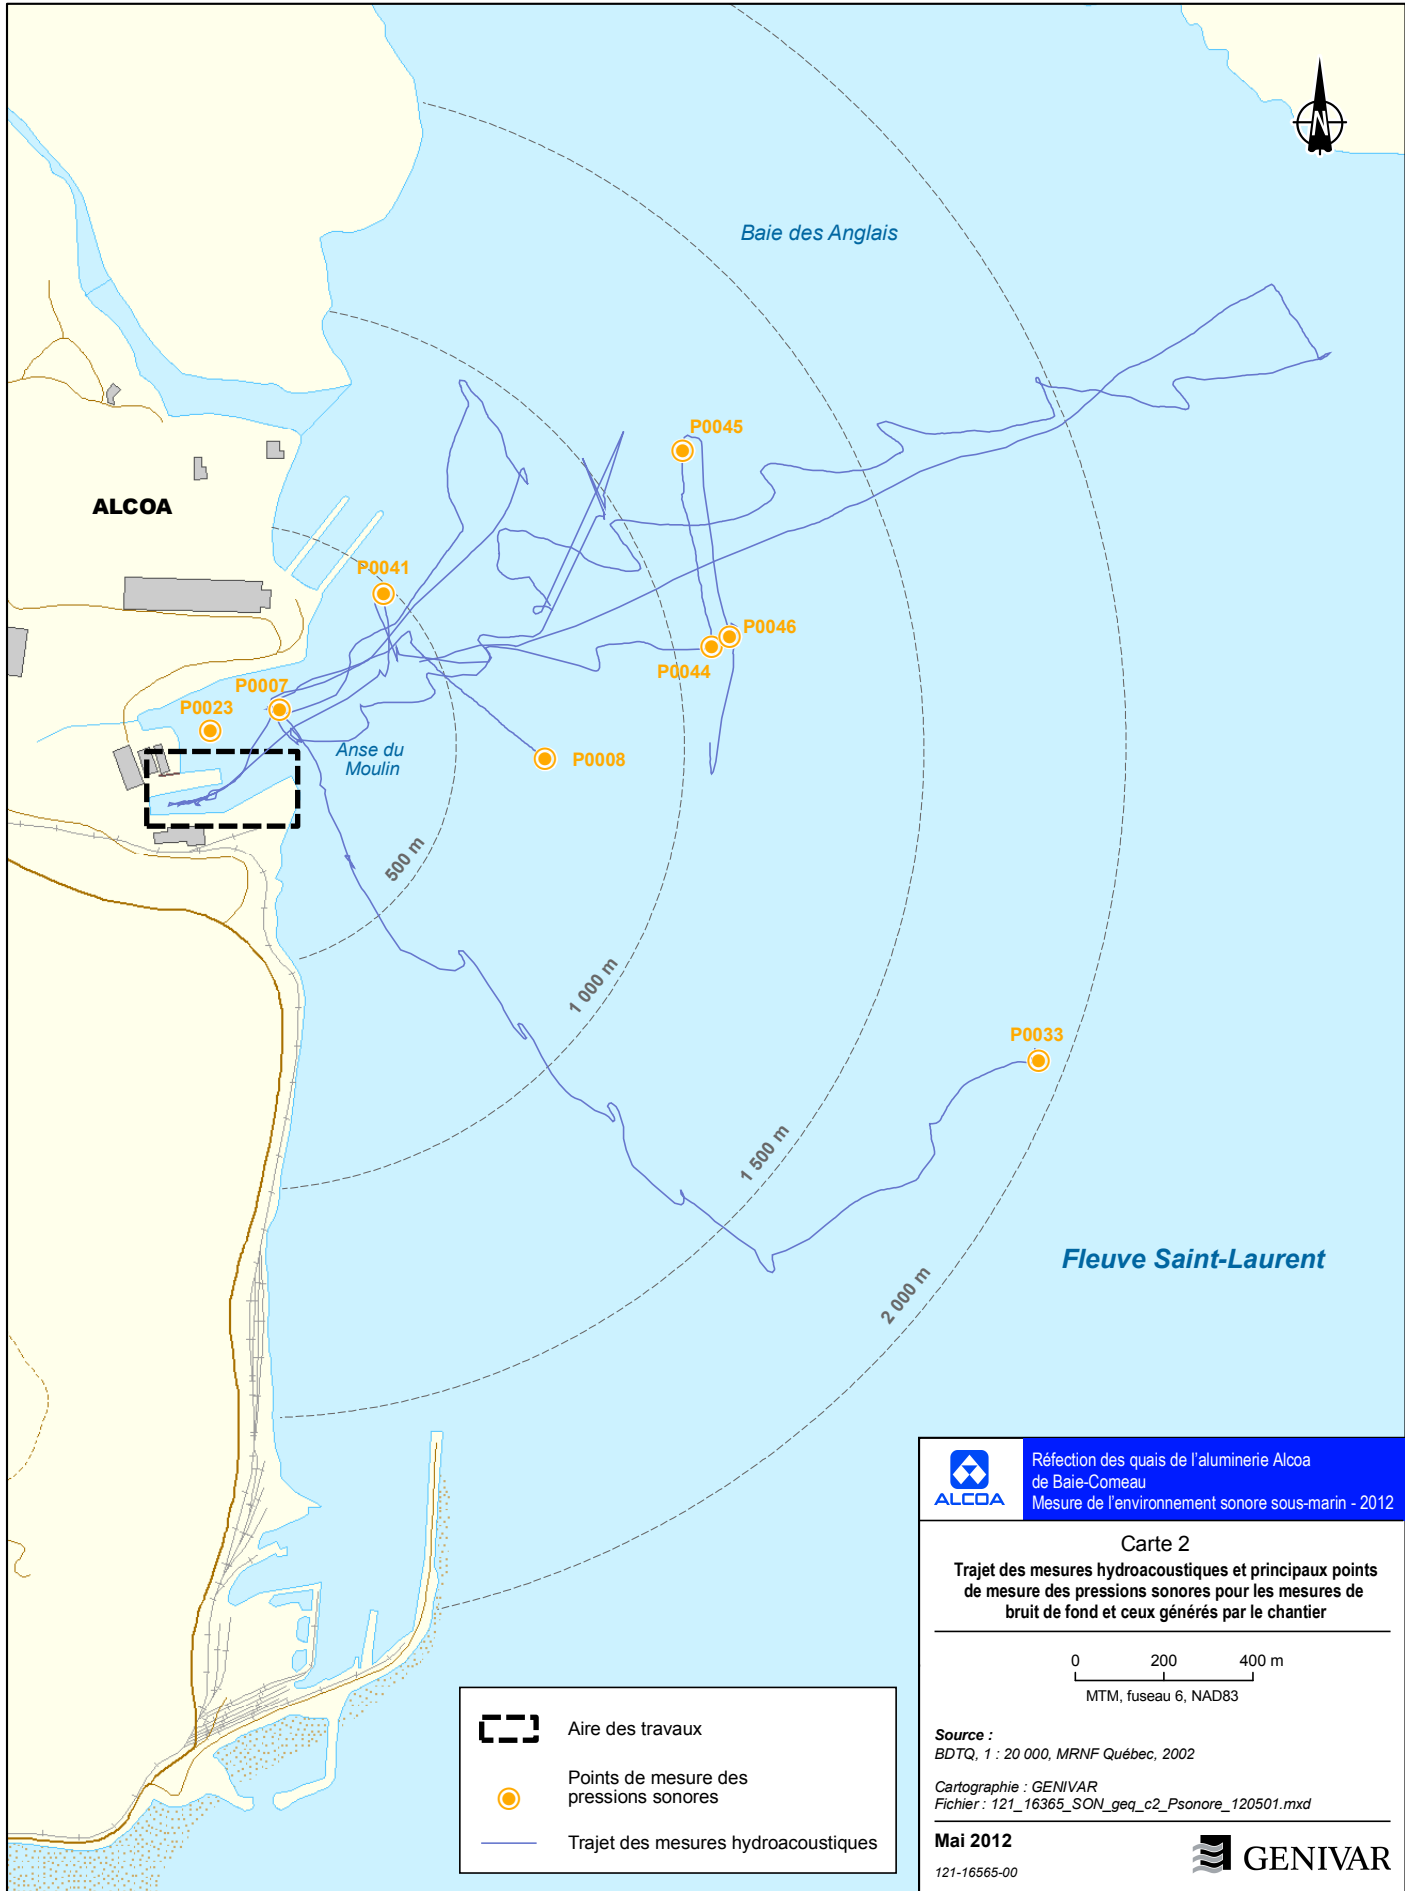 N
Baie des Anglais
P0045
ALCOA
P0041
P0046
P0044
P0007
P0023
Anse du
Moulin
P0008
500 m
1 000 m
P0033
1 500 m
Fleuve Saint-Laurent
2 000 m
ALCOA
Réfection des quais de l'aluminerie Alcoa
de Baie-Comeau
Mesure de l'environnement sonore sous-marin - 2012
Carte 2
Trajet des mesures hydroacoustiques et principaux points
de mesure des pressions sonores pour les mesures de
bruit de fond et ceux générés par le chantier
0 200 400 m
MTM, fuseau 6, NAD83
Source :
BDTQ, 1 : 20 000, MRNF Québec, 2002
Cartographie : GENIVAR
Fichier : 121_16365_SON_geq_c2_Psonore_120501.mxd
Mai 2012
121-16565-00
GENIVAR
Aire des travaux
Points de mesure des
pressions sonores
Trajet des mesures hydroacoustiques